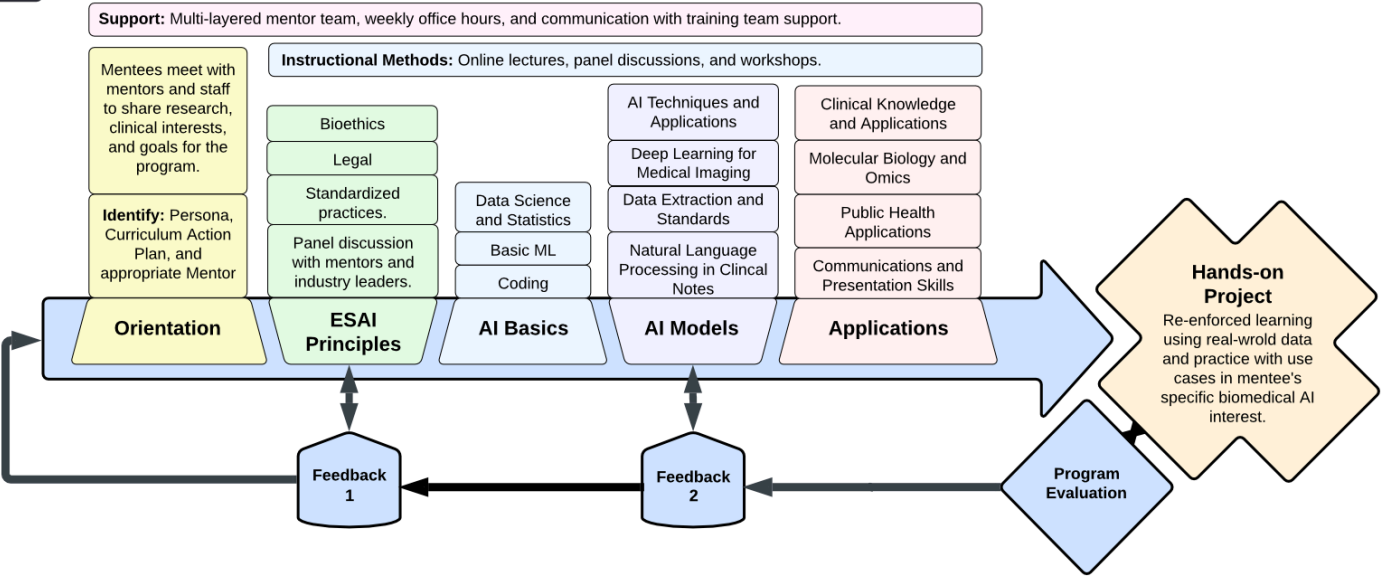 Support: Multi-layered mentor team, weekly office hours, and communication with training team support.
Instructional Methods: Online lectures, panel discussions, and workshops.
Mentees meet with
mentors and staff
to share research,
clinical interests,
and goals for the
program.
Identify: Persona,
Curriculum Action
Plan, and
appropriate Mentor
Orientation
Bioethics
Legal
Standardized
practices.
Panel discussion
with mentors and
industry leaders.
ESAI
Principles
Data Science
and Statistics
Basic ML
Coding
AI Basics
AI Techniques and
Applications
Deep Learning for
Medical Imaging
Data Extraction and
Standards
Natural Language
Processing in Clincal
Notes
AI Models
Clinical Knowledge
and Applications
Molecular Biology and
Omics
Public Health
Applications
Communications and
Presentation Skills
Applications
Hands-on
Project
Re-enforced learning
using real-wrold data
and practice with use
cases in mentee's
specific biomedical AI
interest.
Feedback
1
Feedback
2
Program
Evaluation